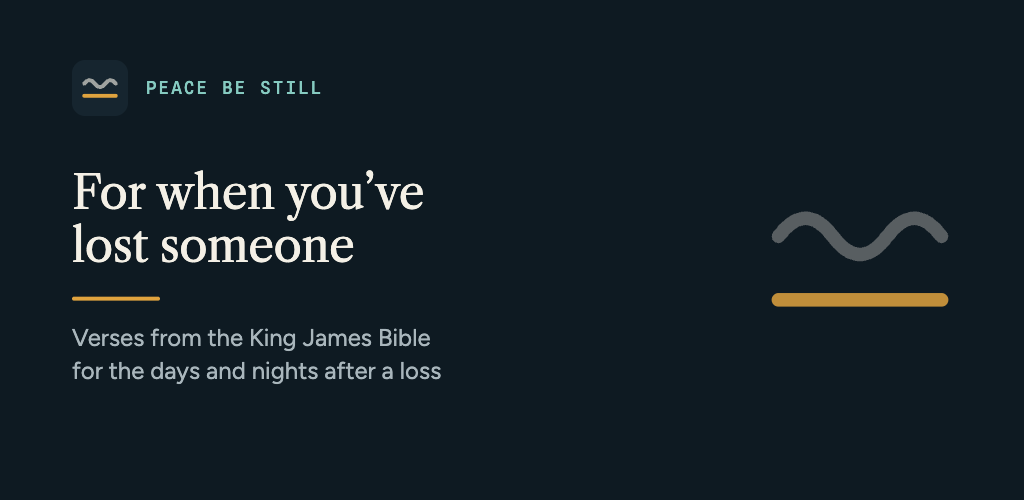 PEACE BE STILL
For when you’ve
lost someone
Verses from the King James Bible
for the days and nights after a loss